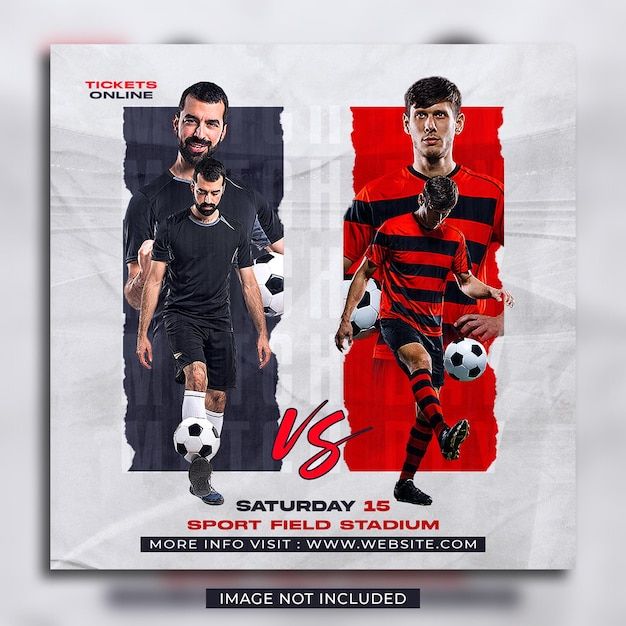 TICKETS
ONLINE
VS
SATURDAY 15
SPORT FIELD STADIUM
MORE INFO VISIT : WWW.WEBSITE.COM
IMAGE NOT INCLUDED